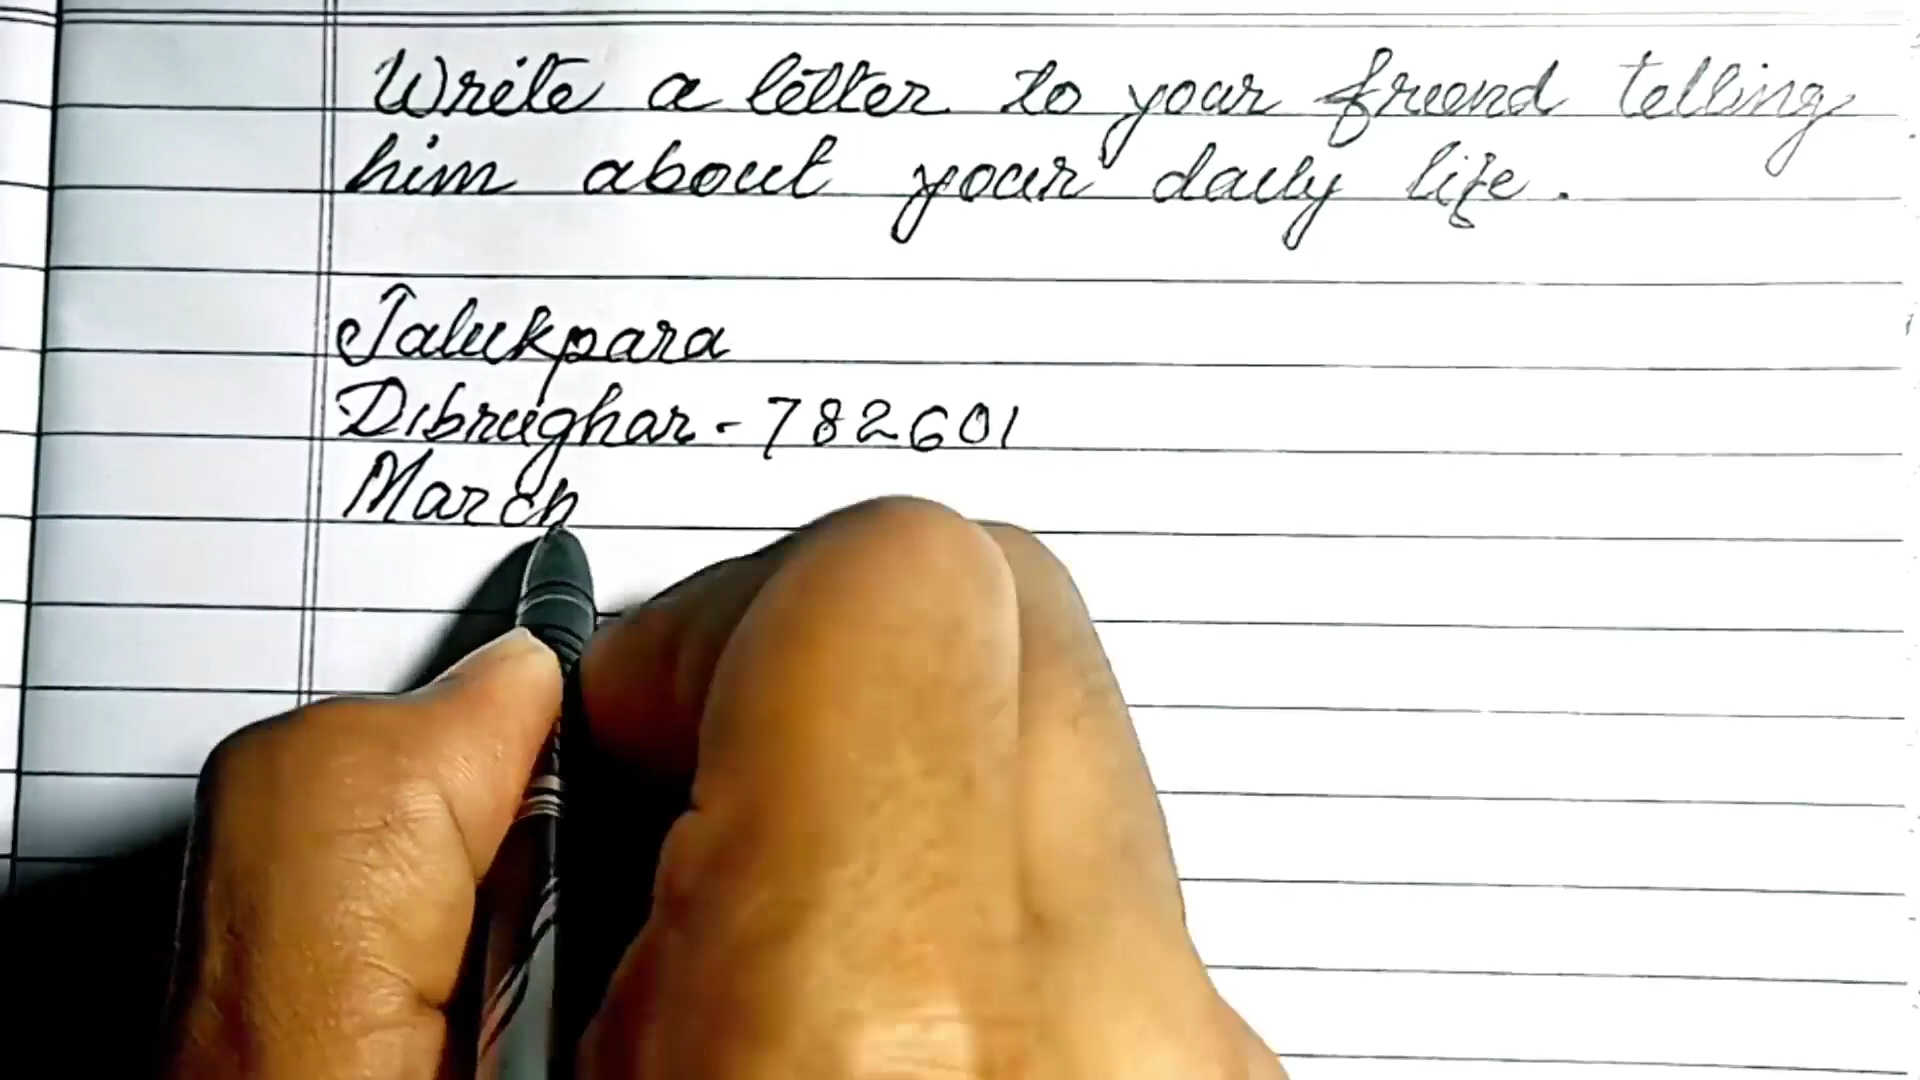 Write a letter to your friend telling
him about your daily life.
Talukpara
Dibrughar - 782601
March